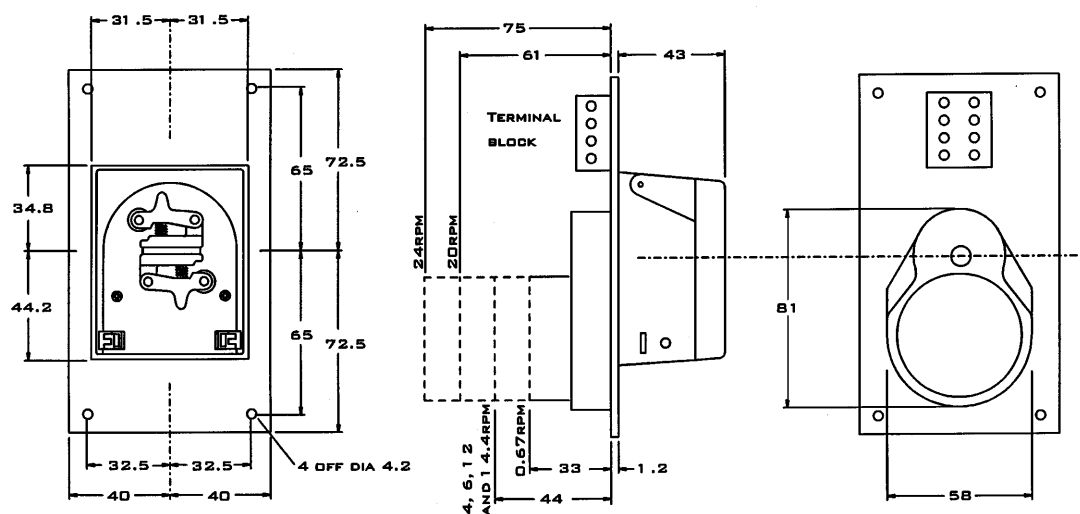 31.5
31.5
34.8
44.2
65
72.5
65
72.5
32.5
32.5
4 OFF DIA 4.2
40
40
75
61
43
TERMINAL
BLOCK
24RPM
20RPM
4, 6, 12
AND 14.4RPM
0.67RPM
33
1.2
44
81
58